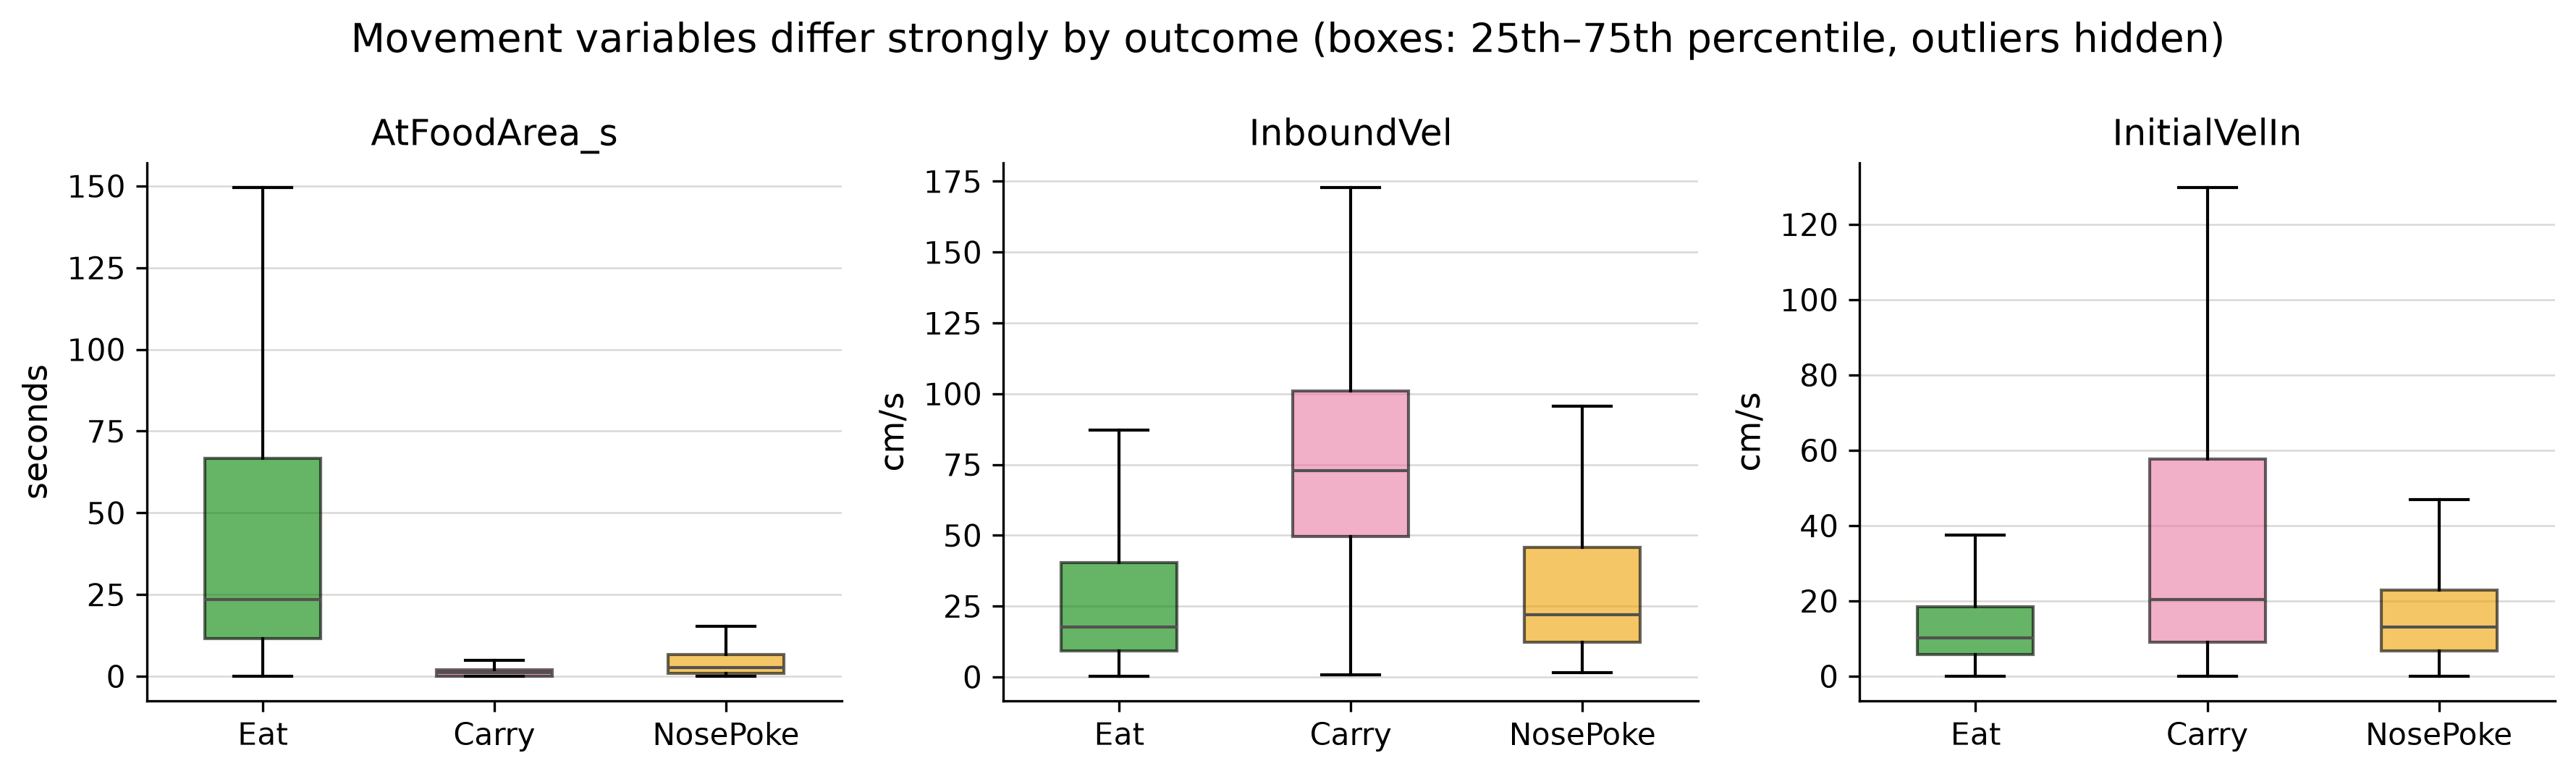 Movement variables differ strongly by outcome (boxes: 25th–75th percentile, outliers hidden)
AtFoodArea_s
seconds
150
125
100
75
50
25
0
Eat
Carry
NosePoke
InboundVel
cm/s
175
150
125
100
75
50
25
0
Eat
Carry
NosePoke
InitialVelIn
cm/s
120
100
80
60
40
20
0
Eat
Carry
NosePoke